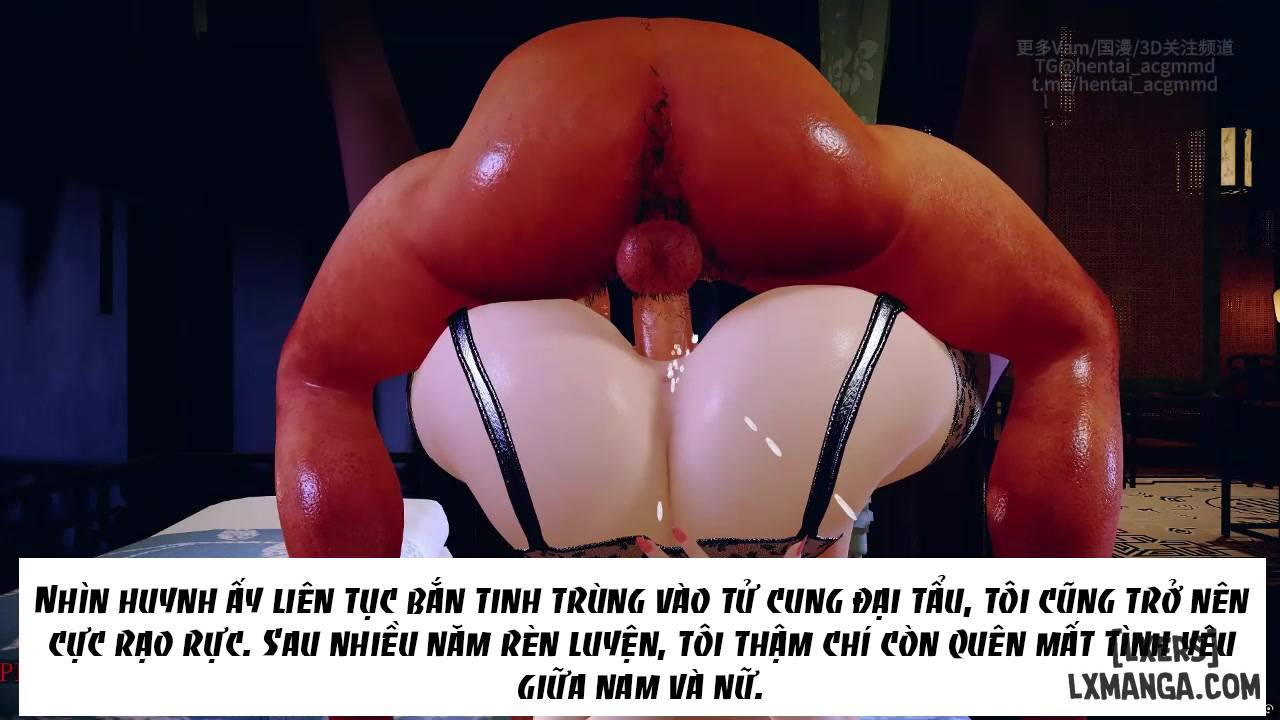 更多Vam/国漫/3D关注频道
TG@hentai_acgmmd
t.me/hentai_acgmmd
NHÌN HUYNH ẤY LIÊN TỤC BẮN TINH TRÙNG VÀO TỬ CUNG ĐẠI TẨU, TÔI CŨNG TRỞ NÊN
CỰC RẠO RỰC. SAU NHIỀU NĂM RÈN LUYỆN, TÔI THẬM CHÍ CÒN QUÊN MẤT TÌNH YÊU
GIỮA NAM VÀ NỮ.
[LXERS]
LXMANGA.COM